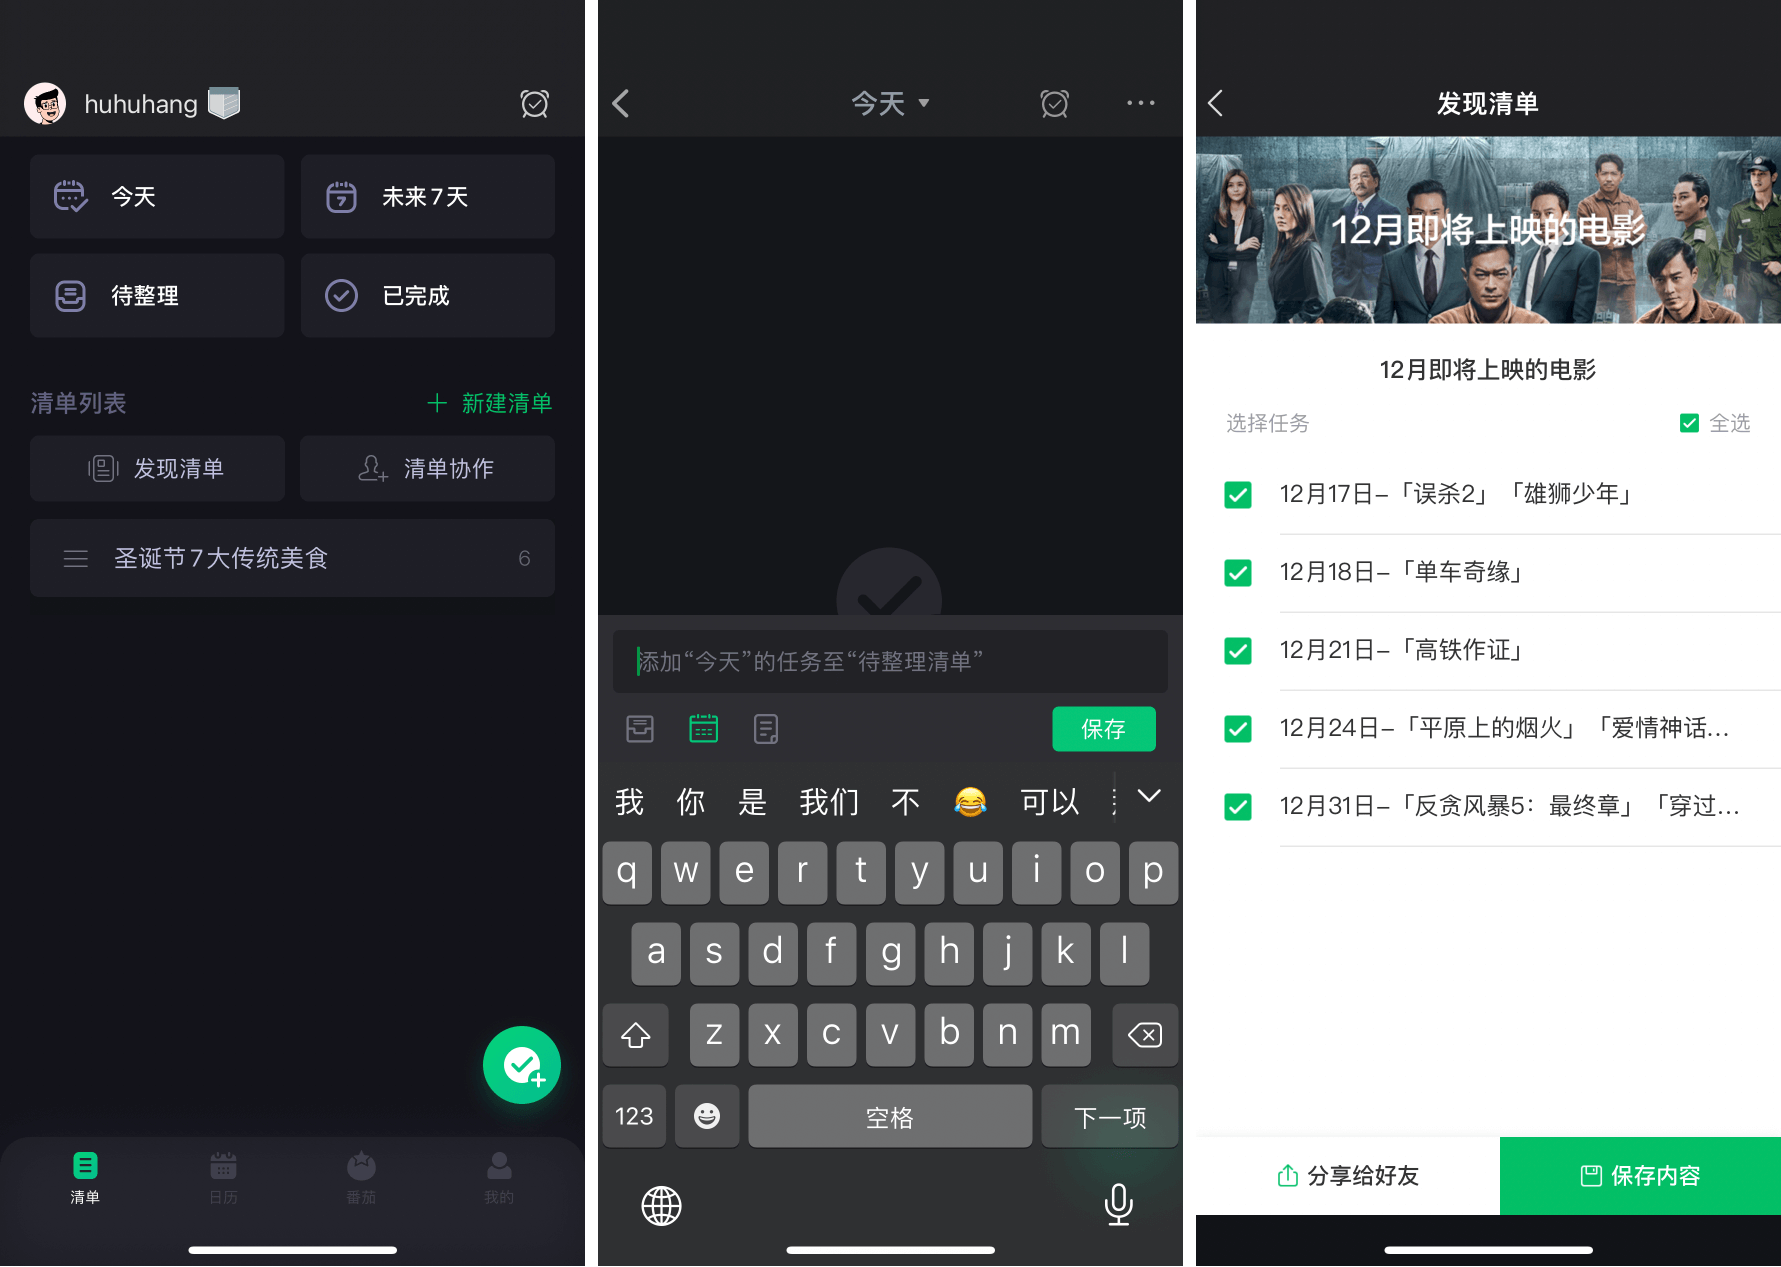 huhuhang
今天
未来7天
待整理
已完成
清单列表
新建清单
发现清单
清单协作
圣诞节7大传统美食
6
清单
日历
番茄
我的
今天
添加“今天”的任务至“待整理清单”
保存
我 你 是 我们 不 😂 可以
q w e r t y u i o p
a s d f g h j k l
z x c v b n m
123
空格
下一项
发现清单
12月即将上映的电影
12月即将上映的电影
选择任务
全选
12月17日–「误杀2」「雄狮少年」
12月18日–「单车奇缘」
12月21日–「高铁作证」
12月24日–「平原上的烟火」「爱情神话...
12月31日–「反贪风暴5：最终章」「穿过...
分享给好友
保存内容